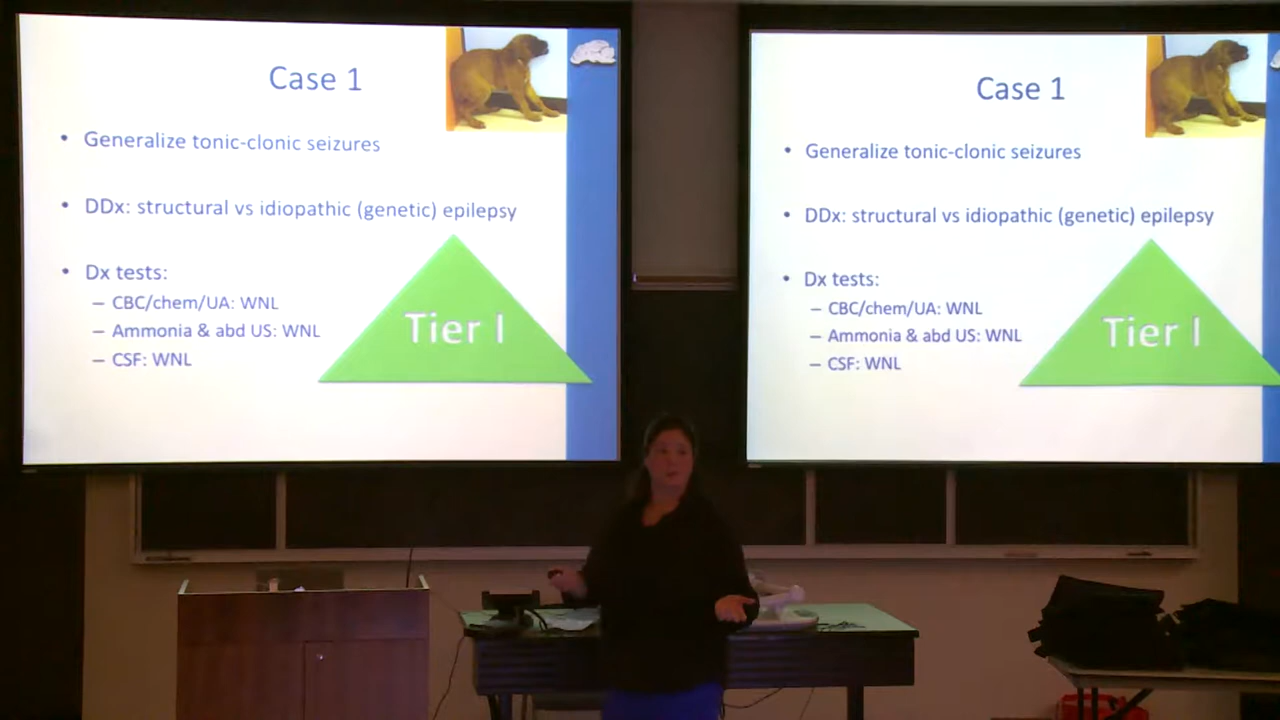 Case 1
• Generalize tonic-clonic seizures
• DDx: structural vs idiopathic (genetic) epilepsy
• Dx tests:
– CBC/chem/UA: WNL
– Ammonia & abd US: WNL
– CSF: WNL
Tier I
Case 1
• Generalize tonic-clonic seizures
• DDx: structural vs idiopathic (genetic) epilepsy
• Dx tests:
– CBC/chem/UA: WNL
– Ammonia & abd US: WNL
– CSF: WNL
Tier I